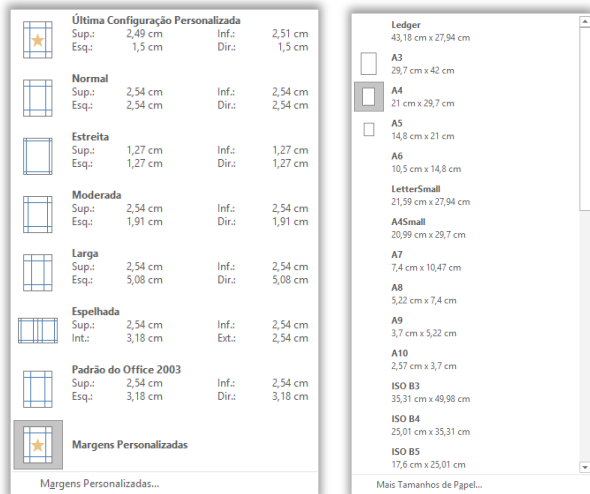 Última Configuração Personalizada
Sup.: 2,49 cm Inf.: 2,51 cm
Esq.: 1,5 cm Dir.: 1,5 cm
Normal
Sup.: 2,54 cm Inf.: 2,54 cm
Esq.: 2,54 cm Dir.: 2,54 cm
Estreita
Sup.: 1,27 cm Inf.: 1,27 cm
Esq.: 1,27 cm Dir.: 1,27 cm
Moderada
Sup.: 2,54 cm Inf.: 2,54 cm
Esq.: 1,91 cm Dir.: 1,91 cm
Larga
Sup.: 2,54 cm Inf.: 2,54 cm
Esq.: 5,08 cm Dir.: 5,08 cm
Espelhada
Sup.: 2,54 cm Inf.: 2,54 cm
Int.: 3,18 cm Ext.: 2,54 cm
Padrão do Office 2003
Sup.: 2,54 cm Inf.: 2,54 cm
Esq.: 3,18 cm Dir.: 3,18 cm
Margens Personalizadas
Margens Personalizadas...
Ledger
43,18 cm x 27,94 cm
A3
29,7 cm x 42 cm
A4
21 cm x 29,7 cm
A5
14,8 cm x 21 cm
A6
10,5 cm x 14,8 cm
LetterSmall
21,59 cm x 27,94 cm
A4Small
20,99 cm x 29,7 cm
A7
7,4 cm x 10,47 cm
A8
5,22 cm x 7,4 cm
A9
3,7 cm x 5,22 cm
A10
2,57 cm x 3,7 cm
ISO B3
35,31 cm x 49,98 cm
ISO B4
25,01 cm x 35,31 cm
ISO B5
17,6 cm x 25,01 cm
Mais Tamanhos de Papel...